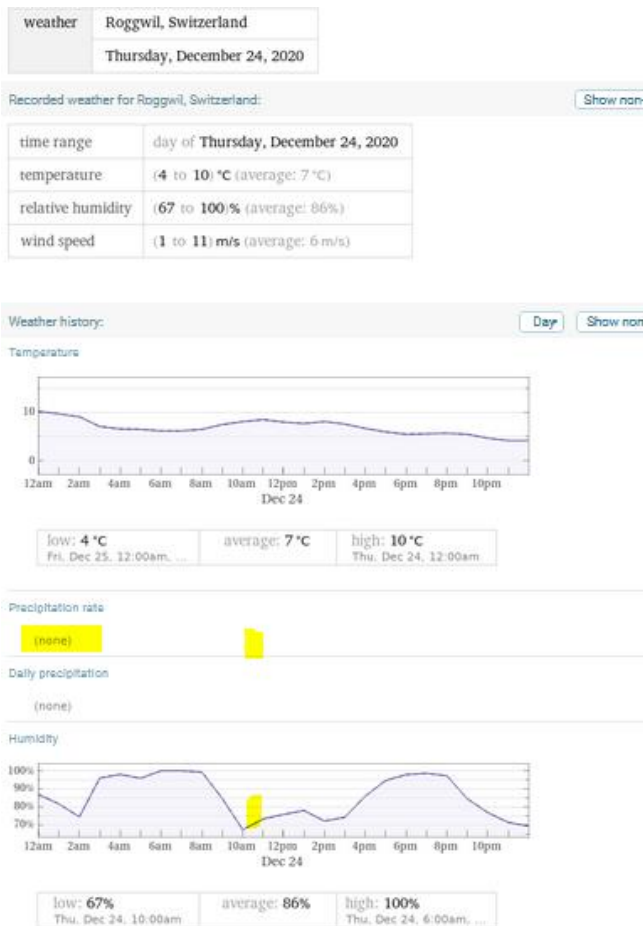 weather Roggwil, Switzerland
Thursday, December 24, 2020
Recorded weather for Roggwil, Switzerland: Show non-
time range day of Thursday, December 24, 2020
temperature (4 to 10) °C (average: 7 °C)
relative humidity (67 to 100)% (average: 86%)
wind speed (1 to 11) m/s (average: 6 m/s)
Weather history: Day Show non
Temperature
10
0
12am 2am 4am 6am 8am 10am 12pm 2pm 4pm 6pm 8pm 10pm
Dec 24
low: 4 °C average: 7 °C high: 10 °C
Fri, Dec 25, 12:00am, ... Thu, Dec 24, 12:00am
Precipitation rate
(none)
Daily precipitation
(none)
Humidity
100%
90%
80%
70%
12am 2am 4am 6am 8am 10am 12pm 2pm 4pm 6pm 8pm 10pm
Dec 24
low: 67% average: 86% high: 100%
Thu, Dec 24, 10:00am Thu, Dec 24, 6:00am, ...